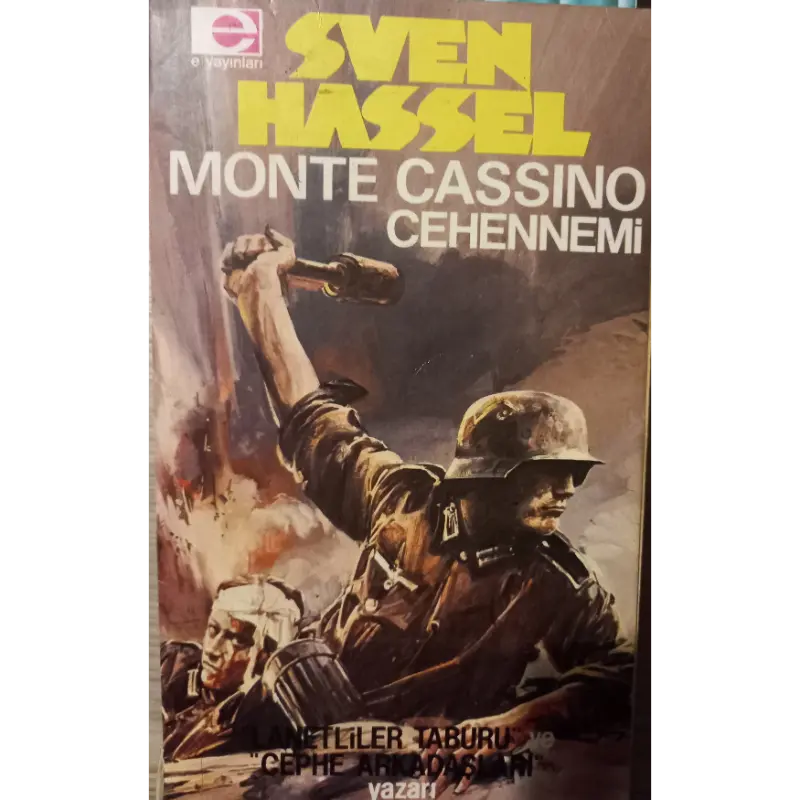 e
e yayınları
SVEN
HASSEL
MONTE CASSINO
CEHENNEMİ
"LANETLİLER TABURU" ve
"CEPHE ARKADAŞLARI"
yazarı